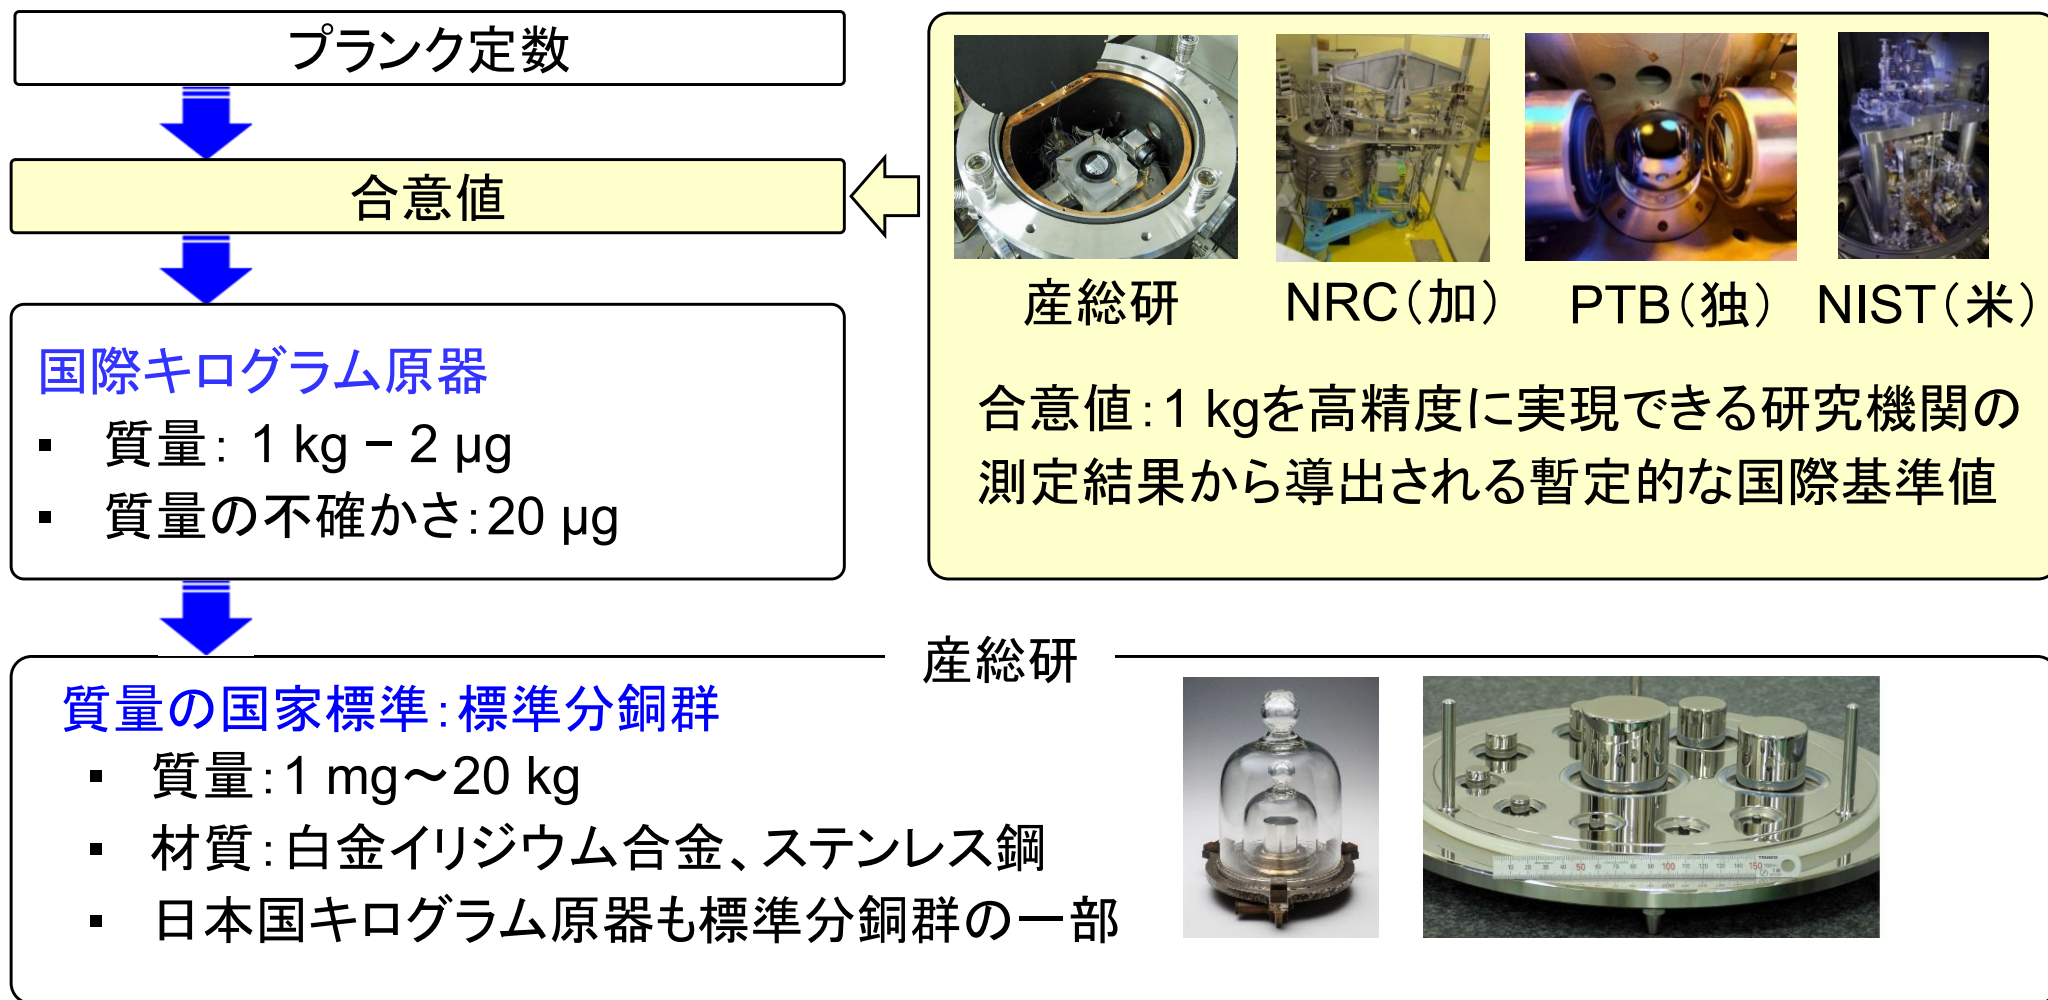 プランク定数
合意値
国際キログラム原器
▪ 質量： 1 kg − 2 μg
▪ 質量の不確かさ：20 μg
産総研
NRC（加）
PTB（独）
NIST（米）
合意値：1 kgを高精度に実現できる研究機関の
測定結果から導出される暫定的な国際基準値
産総研
質量の国家標準：標準分銅群
▪ 質量：1 mg～20 kg
▪ 材質：白金イリジウム合金、ステンレス鋼
▪ 日本国キログラム原器も標準分銅群の一部